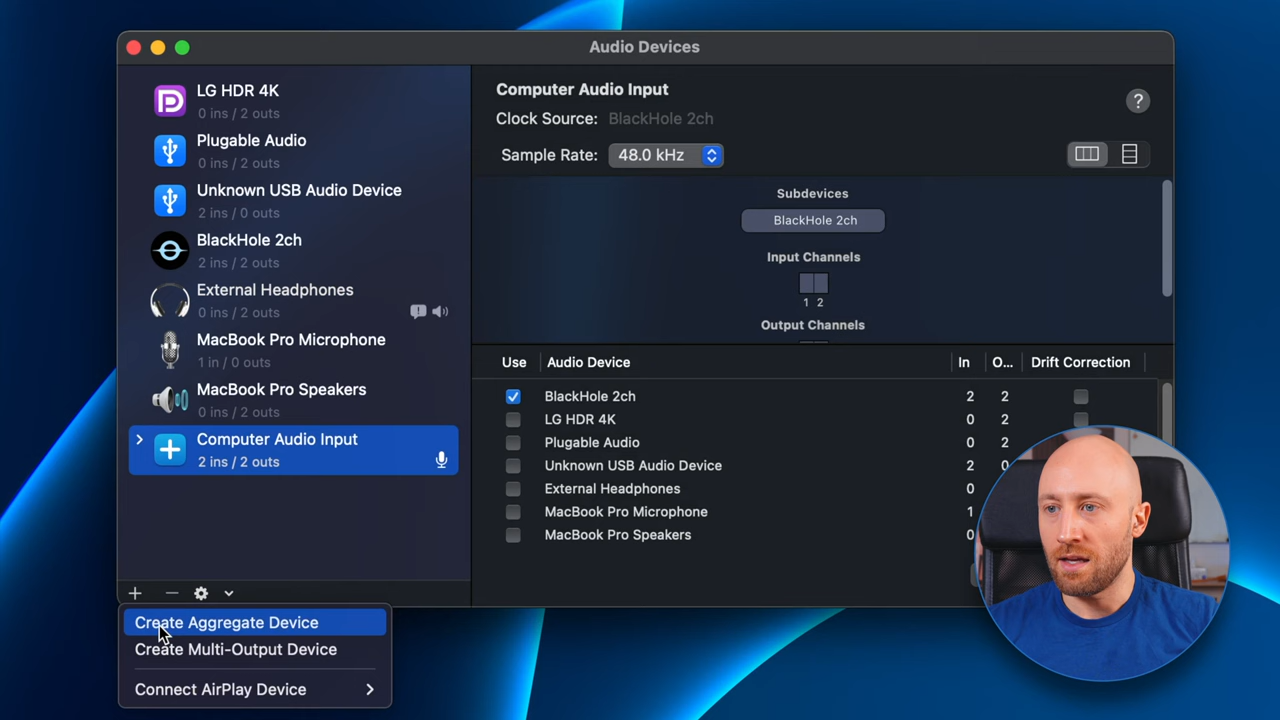 Audio Devices
LG HDR 4K
0 ins / 2 outs
Plugable Audio
0 ins / 2 outs
Unknown USB Audio Device
2 ins / 0 outs
BlackHole 2ch
2 ins / 2 outs
External Headphones
0 ins / 2 outs
MacBook Pro Microphone
1 in / 0 outs
MacBook Pro Speakers
0 ins / 2 outs
Computer Audio Input
2 ins / 2 outs
Create Aggregate Device
Create Multi-Output Device
Connect AirPlay Device
Computer Audio Input
?
Clock Source: BlackHole 2ch
Sample Rate: 48.0 kHz
Subdevices
BlackHole 2ch
Input Channels
1 2
Output Channels
Use Audio Device In O... Drift Correction
BlackHole 2ch 2 2
LG HDR 4K 0 2
Plugable Audio 0 2
Unknown USB Audio Device 2 0
External Headphones 0
MacBook Pro Microphone 1
MacBook Pro Speakers 0